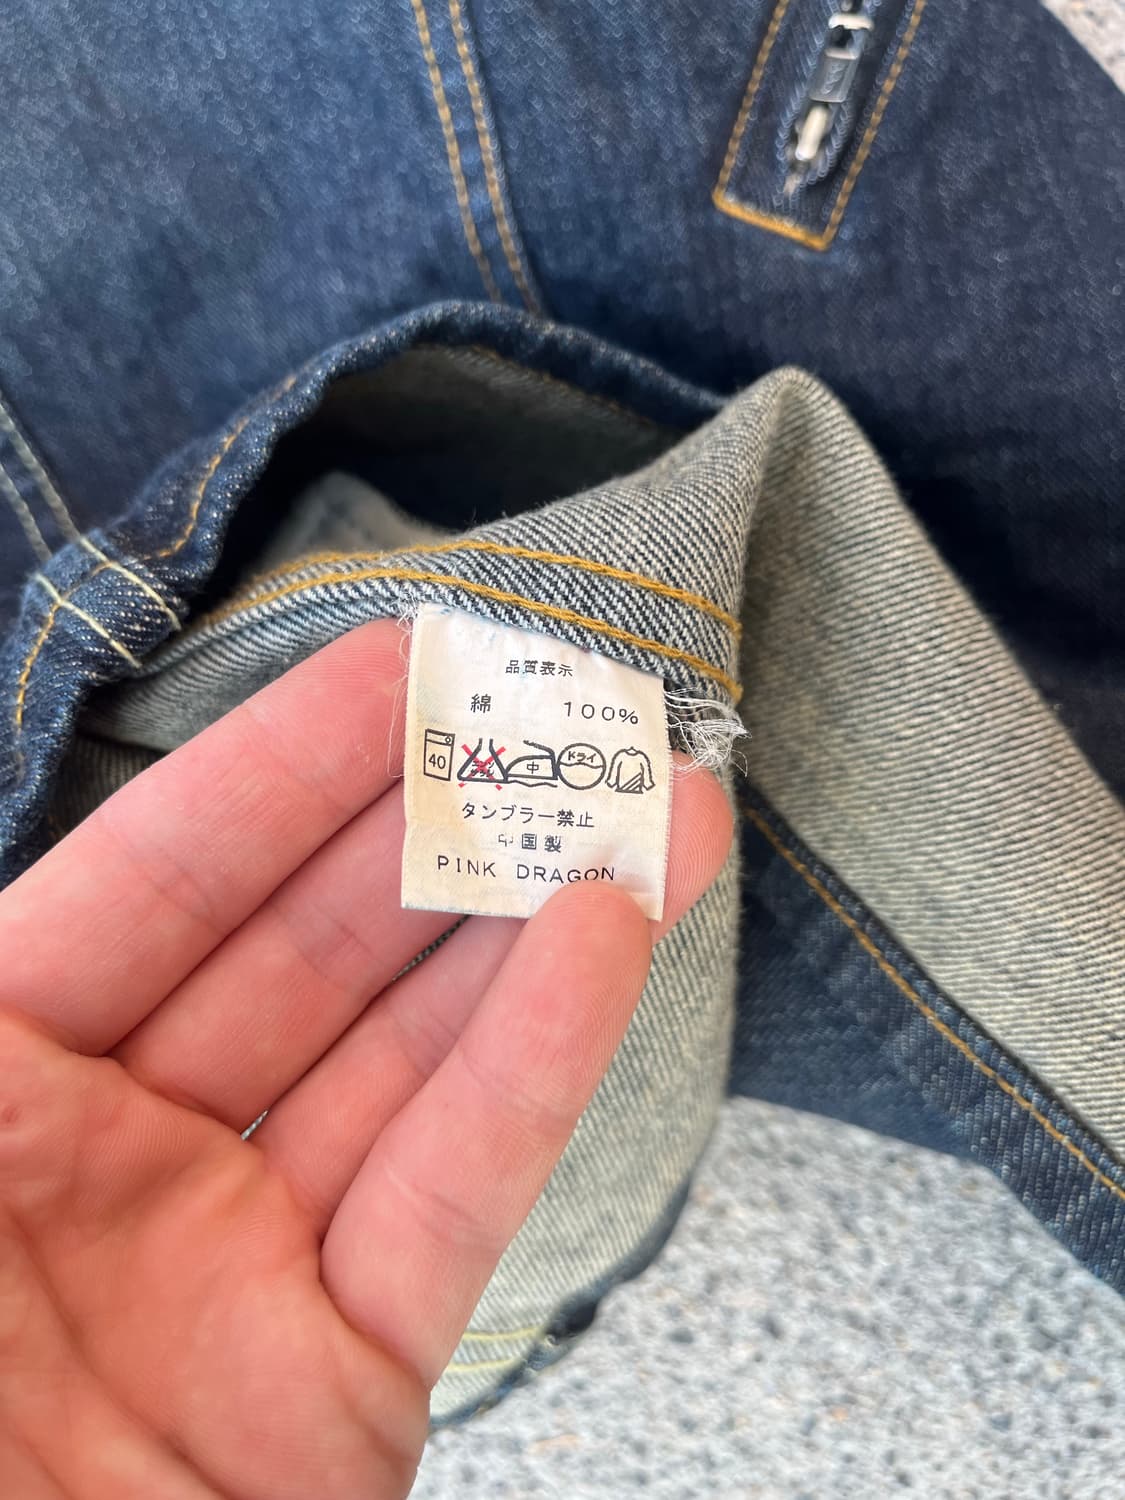 品質表示
綿 100%
40 中 ドライ
タンブラー禁止
中国製
PINK DRAGON